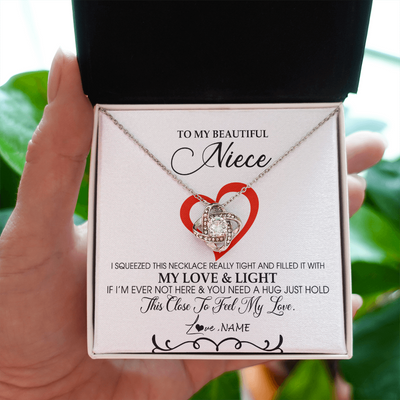 TO MY BEAUTIFUL
Niece
I SQUEEZED THIS NECKLACE REALLY TIGHT AND FILLED IT WITH
MY LOVE & LIGHT
IF I'M EVER NOT HERE & YOU NEED A HUG JUST HOLD
This Close To Feel My Love.
Love, NAME